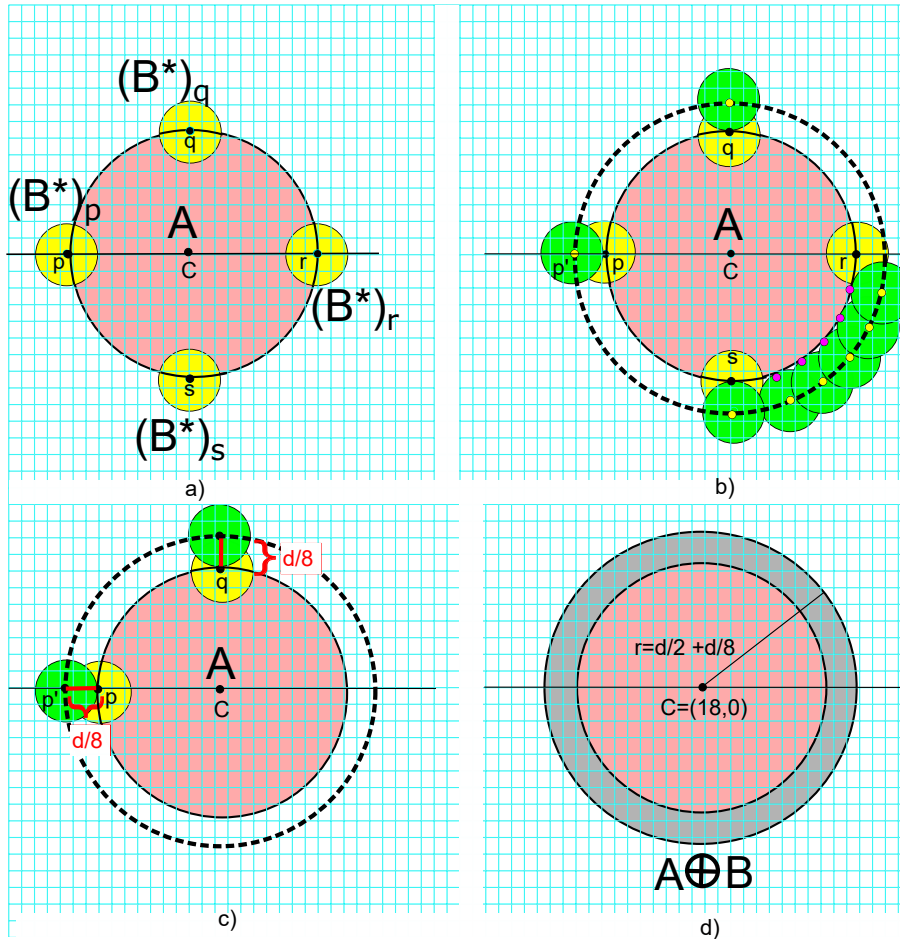 (B*)q
q
(B*)p
A
p
C
r
(B*)r
s
(B*)s
a)
q
A
p'
p
C
r
s
b)
d/8
q
A
p'
p
C
d/8
c)
r=d/2 +d/8
C=(18,0)
A⊕B
d)